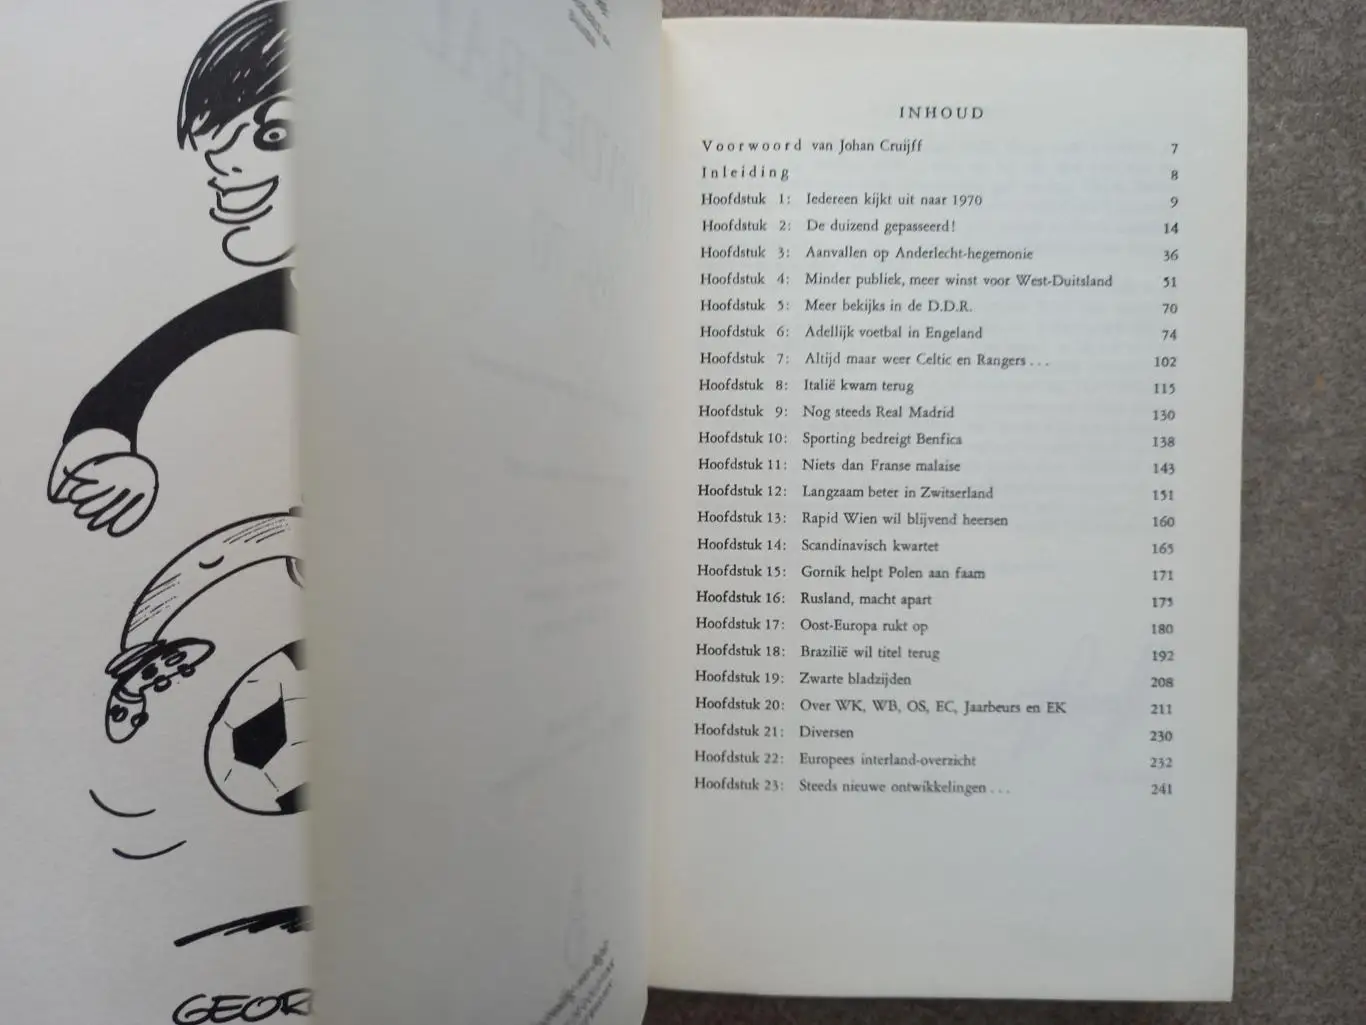 INHOUD
Voorwoord van Johan Cruijff 7
Inleiding 8
Hoofdstuk 1: Iedereen kijkt uit naar 1970 9
Hoofdstuk 2: De duizend gepasseerd! 14
Hoofdstuk 3: Aanvallen op Anderlecht-hegemonie 36
Hoofdstuk 4: Minder publiek, meer winst voor West-Duitsland 51
Hoofdstuk 5: Meer bekijks in de D.D.R. 70
Hoofdstuk 6: Adellijk voetbal in Engeland 74
Hoofdstuk 7: Altijd maar weer Celtic en Rangers... 102
Hoofdstuk 8: Italië kwam terug 115
Hoofdstuk 9: Nog steeds Real Madrid 130
Hoofdstuk 10: Sporting bedreigt Benfica 138
Hoofdstuk 11: Niets dan Franse malaise 143
Hoofdstuk 12: Langzaam beter in Zwitserland 151
Hoofdstuk 13: Rapid Wien wil blijvend heersen 160
Hoofdstuk 14: Scandinavisch kwartet 165
Hoofdstuk 15: Gornik helpt Polen aan faam 171
Hoofdstuk 16: Rusland, macht apart 175
Hoofdstuk 17: Oost-Europa rukt op 180
Hoofdstuk 18: Brazilië wil titel terug 192
Hoofdstuk 19: Zwarte bladzijden 208
Hoofdstuk 20: Over WK, WB, OS, EC, Jaarbeurs en EK 211
Hoofdstuk 21: Diversen 230
Hoofdstuk 22: Europees interland-overzicht 232
Hoofdstuk 23: Steeds nieuwe ontwikkelingen... 241
GEOR